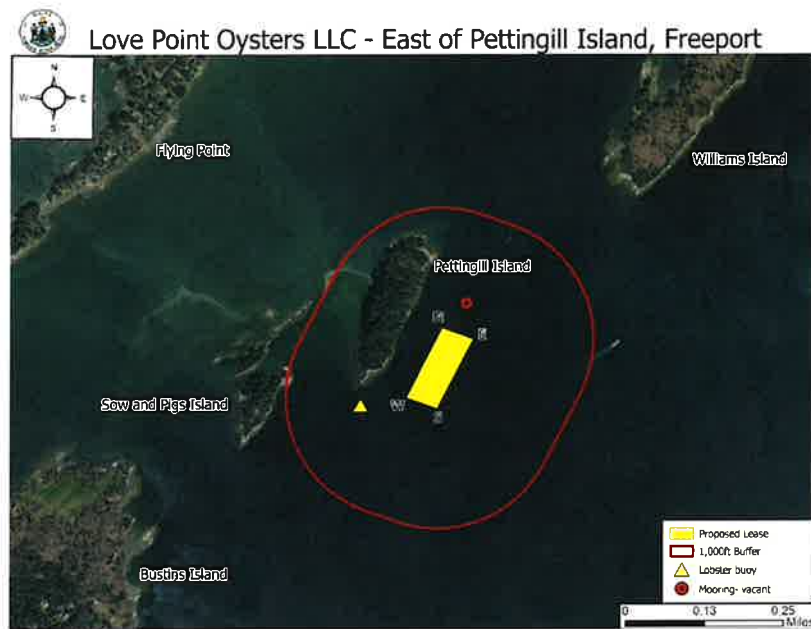 Love Point Oysters LLC - East of Pettingill Island, Freeport
N
W E
S
Flying Point
Williams Island
Pettingill Island
E
W
S
Sow and Pigs Island
Bustins Island
Proposed Lease
1,000ft Buffer
Lobster buoy
Mooring- vacant
0 0.13 0.25
Miles